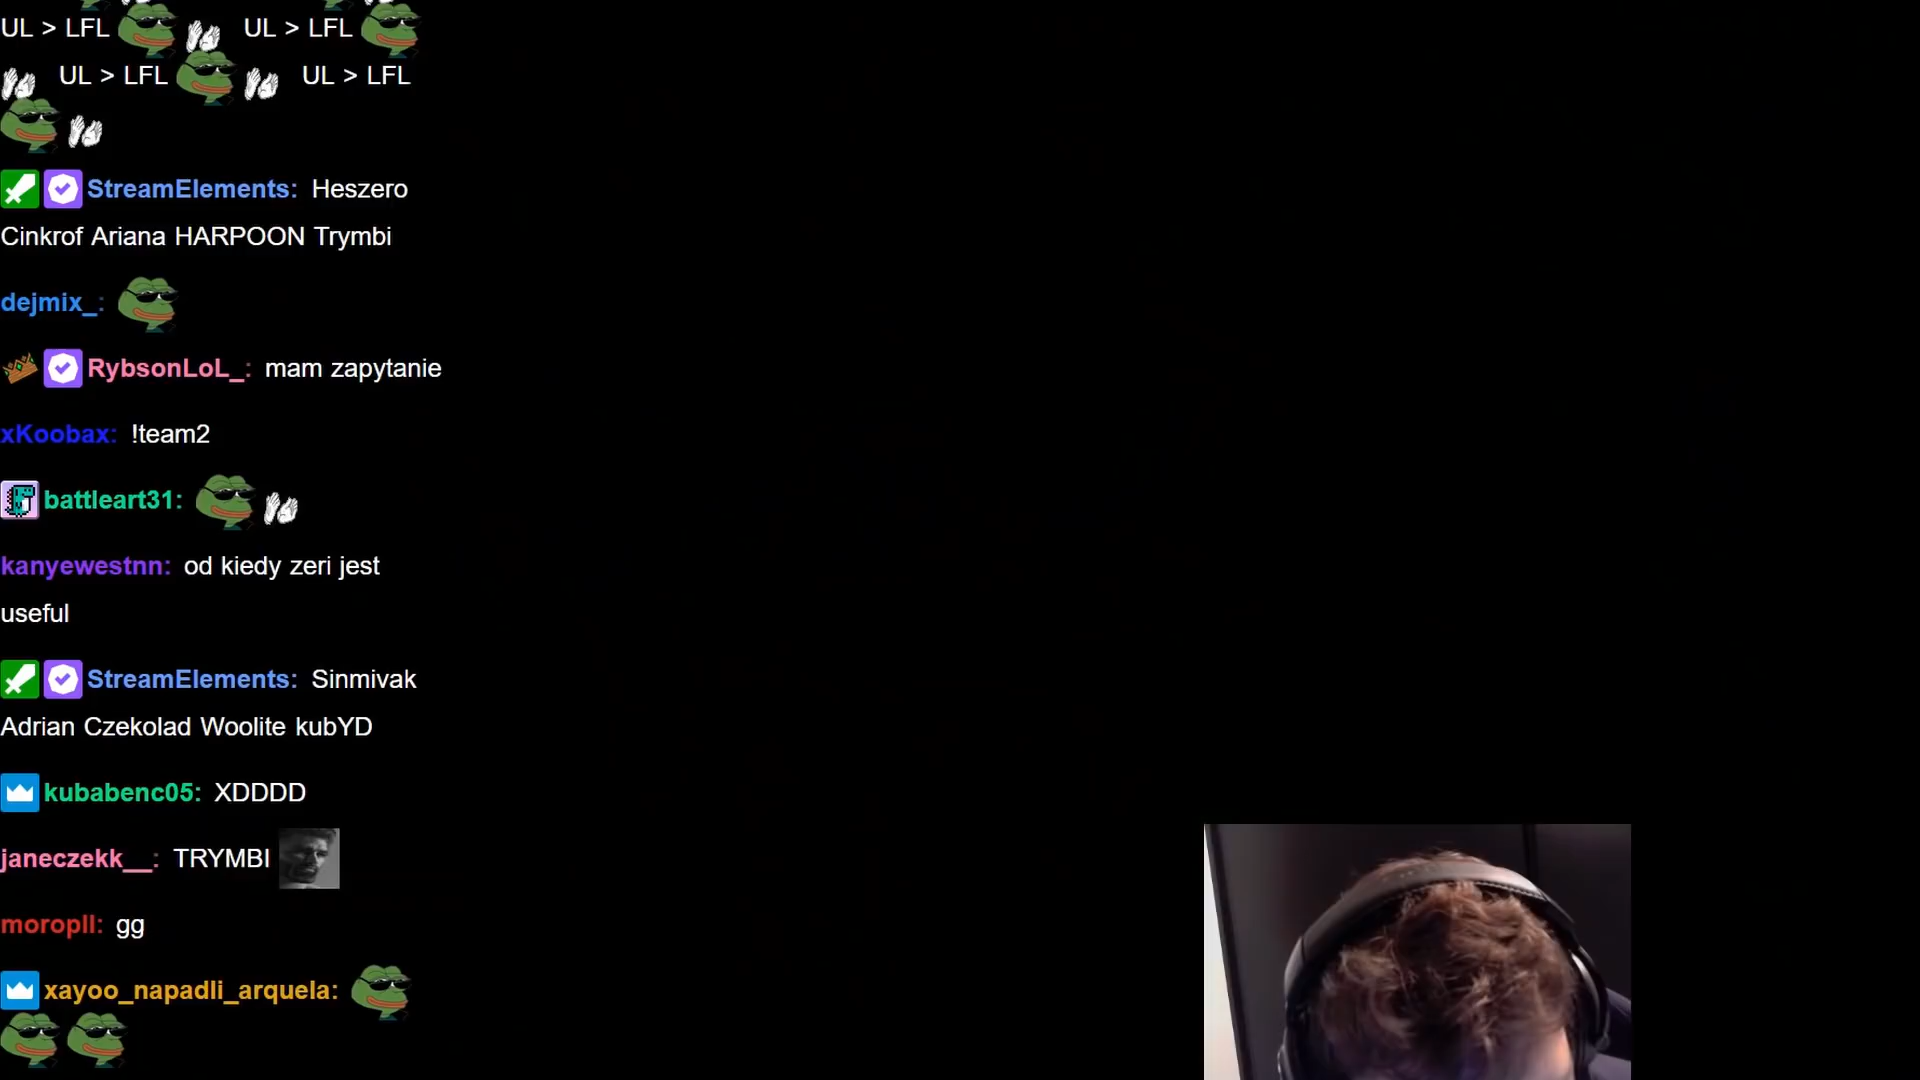 UL > LFL UL > LFL
UL > LFL UL > LFL
StreamElements: Heszero
Cinkrof Ariana HARPOON Trymbi
dejmix_:
RybsonLoL_: mam zapytanie
xKoobax: !team2
battleart31:
kanyewestnn: od kiedy zeri jest
useful
StreamElements: Sinmivak
Adrian Czekolad Woolite kubYD
kubabenc05: XDDDD
janeczekk__: TRYMBI
moropll: gg
xayoo_napadli_arquela: